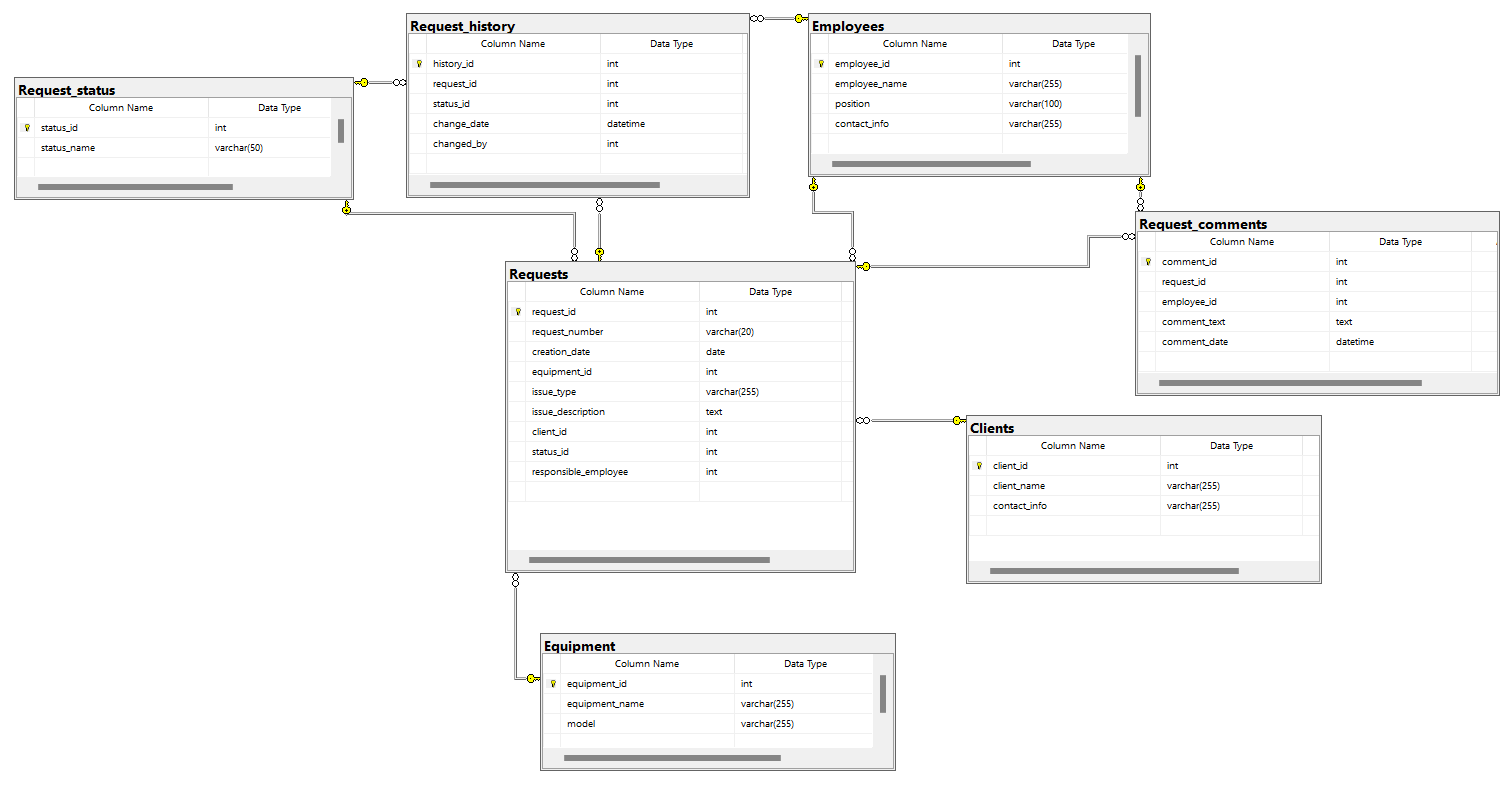 Request_history
Column Name Data Type
history_id int
request_id int
status_id int
change_date datetime
changed_by int
Employees
Column Name Data Type
employee_id int
employee_name varchar(255)
position varchar(100)
contact_info varchar(255)
Request_status
Column Name Data Type
status_id int
status_name varchar(50)
Request_comments
Column Name Data Type
comment_id int
request_id int
employee_id int
comment_text text
comment_date datetime
Requests
Column Name Data Type
request_id int
request_number varchar(20)
creation_date date
equipment_id int
issue_type varchar(255)
issue_description text
client_id int
status_id int
responsible_employee int
Clients
Column Name Data Type
client_id int
client_name varchar(255)
contact_info varchar(255)
Equipment
Column Name Data Type
equipment_id int
equipment_name varchar(255)
model varchar(255)